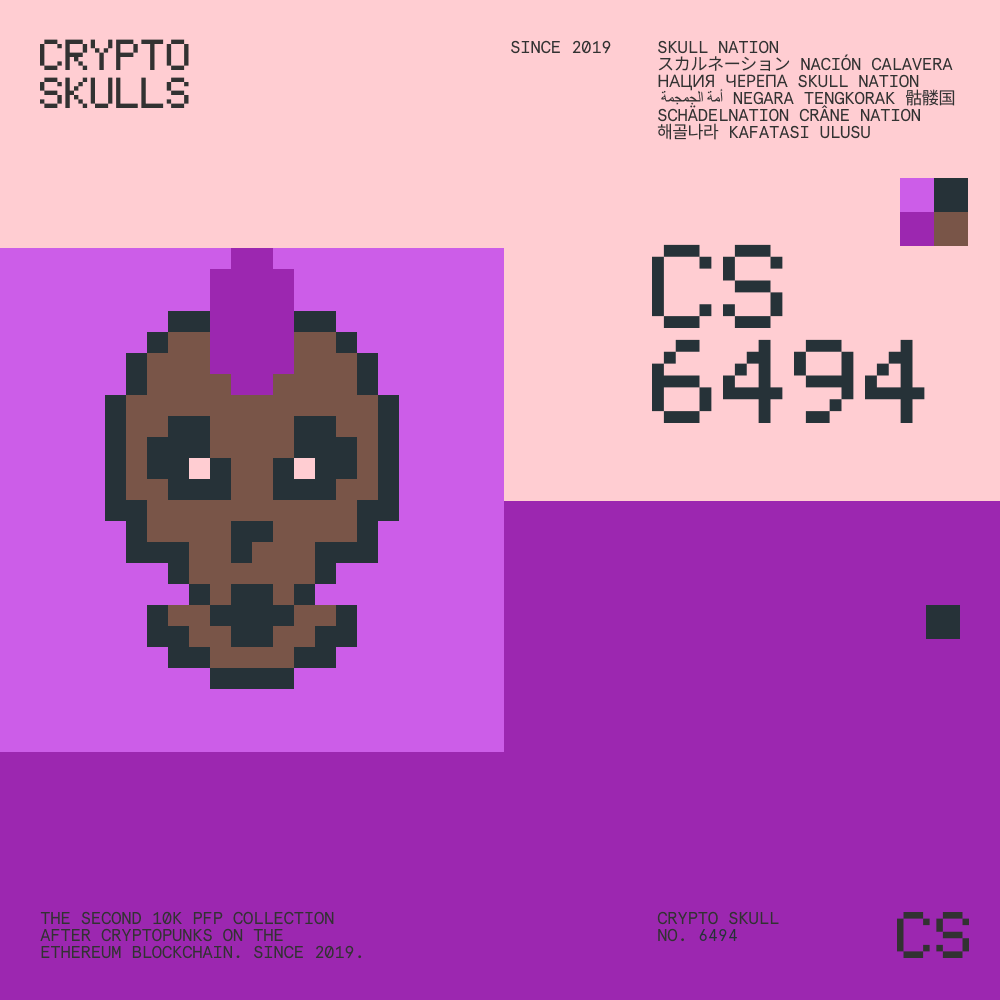 CRYPTO
SKULLS
SINCE 2019
SKULL NATION
スカルネーション NACIÓN CALAVERA
НАЦИЯ ЧЕРЕПА SKULL NATION
أمة الجمجمة NEGARA TENGKORAK 骷髅国
SCHÄDELNATION CRÂNE NATION
해골나라 KAFATASI ULUSU
CS
6494
THE SECOND 10K PFP COLLECTION
AFTER CRYPTOPUNKS ON THE
ETHEREUM BLOCKCHAIN. SINCE 2019.
CRYPTO SKULL
NO. 6494
CS